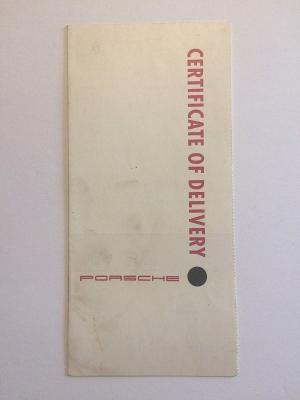 CERTIFICATE OF DELIVERY
PORSCHE